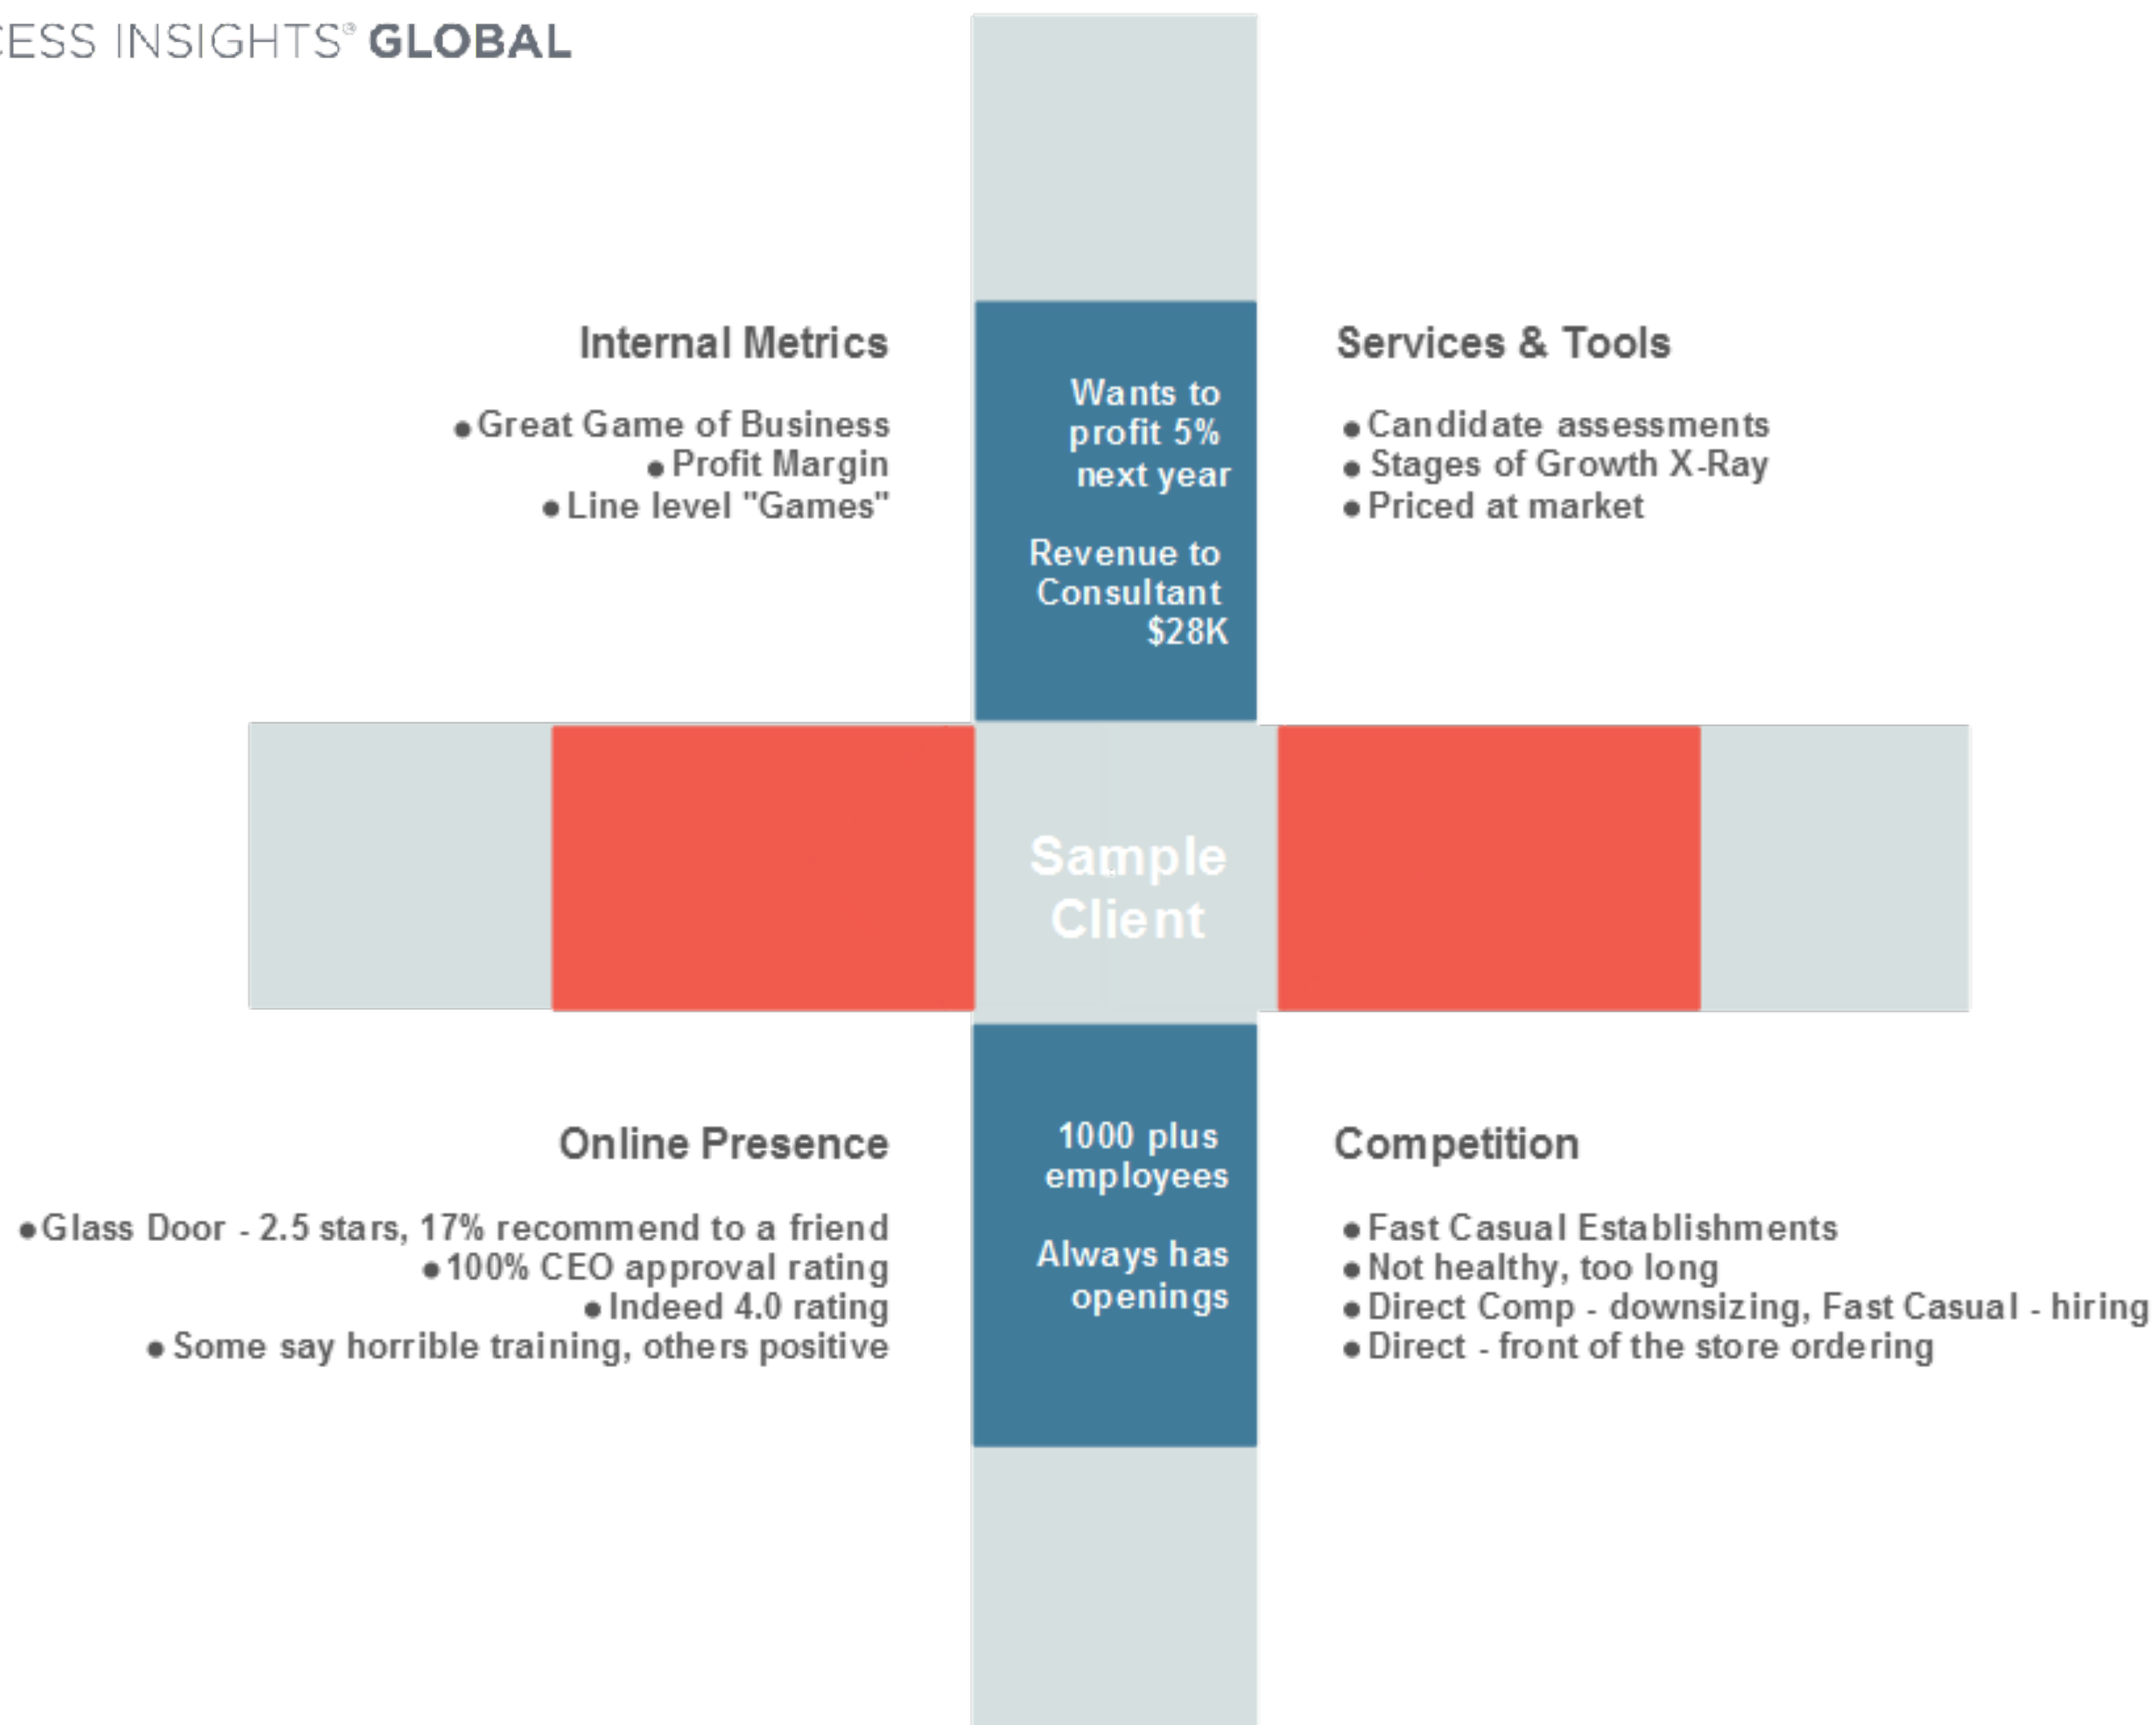 ESS INSIGHTS® GLOBAL
Internal Metrics
● Great Game of Business
● Profit Margin
● Line level "Games"
Wants to
profit 5%
next year
Revenue to
Consultant
$28K
Services & Tools
● Candidate assessments
● Stages of Growth X-Ray
● Priced at market
Sample
Client
Online Presence
● Glass Door - 2.5 stars, 17% recommend to a friend
● 100% CEO approval rating
● Indeed 4.0 rating
● Some say horrible training, others positive
1000 plus
employees
Always has
openings
Competition
● Fast Casual Establishments
● Not healthy, too long
● Direct Comp - downsizing, Fast Casual - hiring
● Direct - front of the store ordering